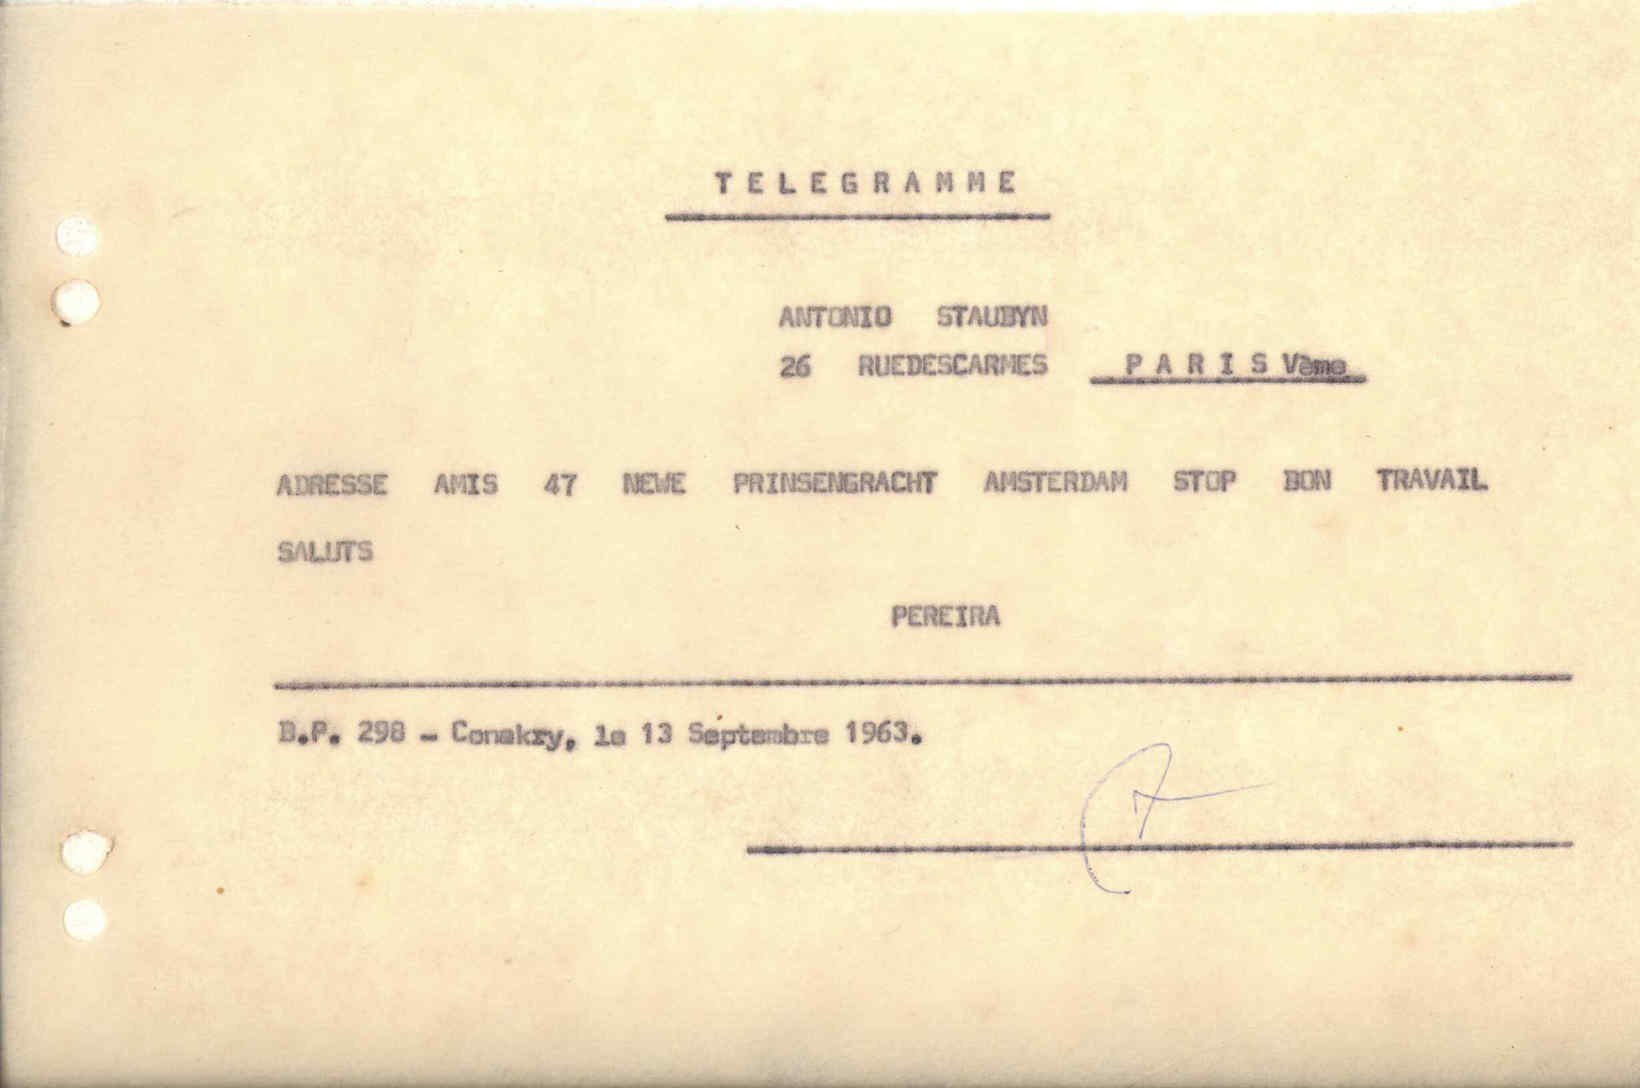 TELEGRAMME
ANTONIO STAUBYN
26 RUEDESCARMES PARIS Vème
ADRESSE AMIS 47 NEWE PRINSENGRACHT AMSTERDAM STOP BON TRAVAIL
SALUTS
PEREIRA
B.P. 298 - Conakry, le 13 Séptembre 1963.